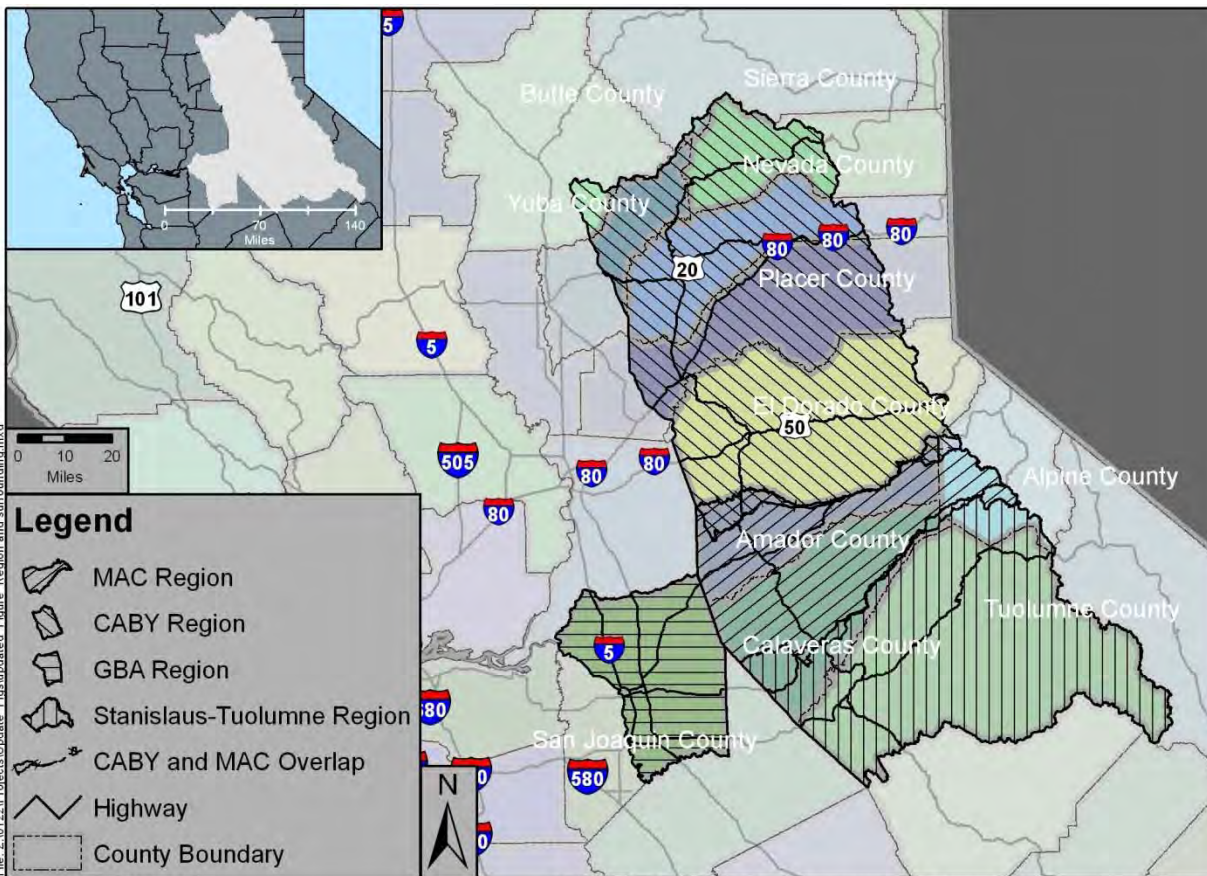 5
Butte County
Sierra County
Nevada County
Yuba County
0 70 140
Miles
80
80
80
20
101
Placer County
5
El Dorado County
50
0 10 20
Miles
505
80
80
80
Alpine County
Amador County
Tuolumne County
Calaveras County
5
San Joaquin County
580
N
Legend
MAC Region
CABY Region
GBA Region
Stanislaus-Tuolumne Region
CABY and MAC Overlap
Highway
County Boundary